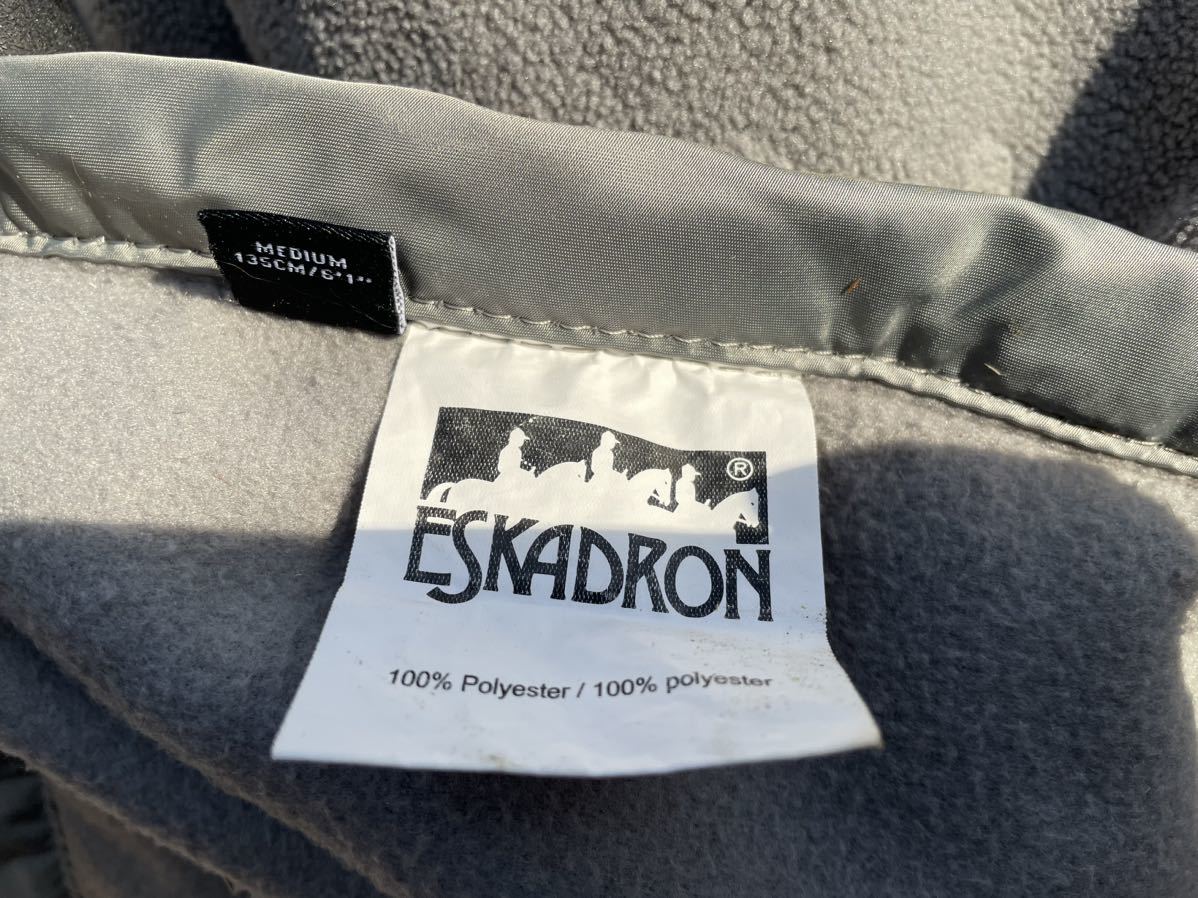 MEDIUM
135CM/6'1"
®
ESKADRON
100% Polyester / 100% polyester